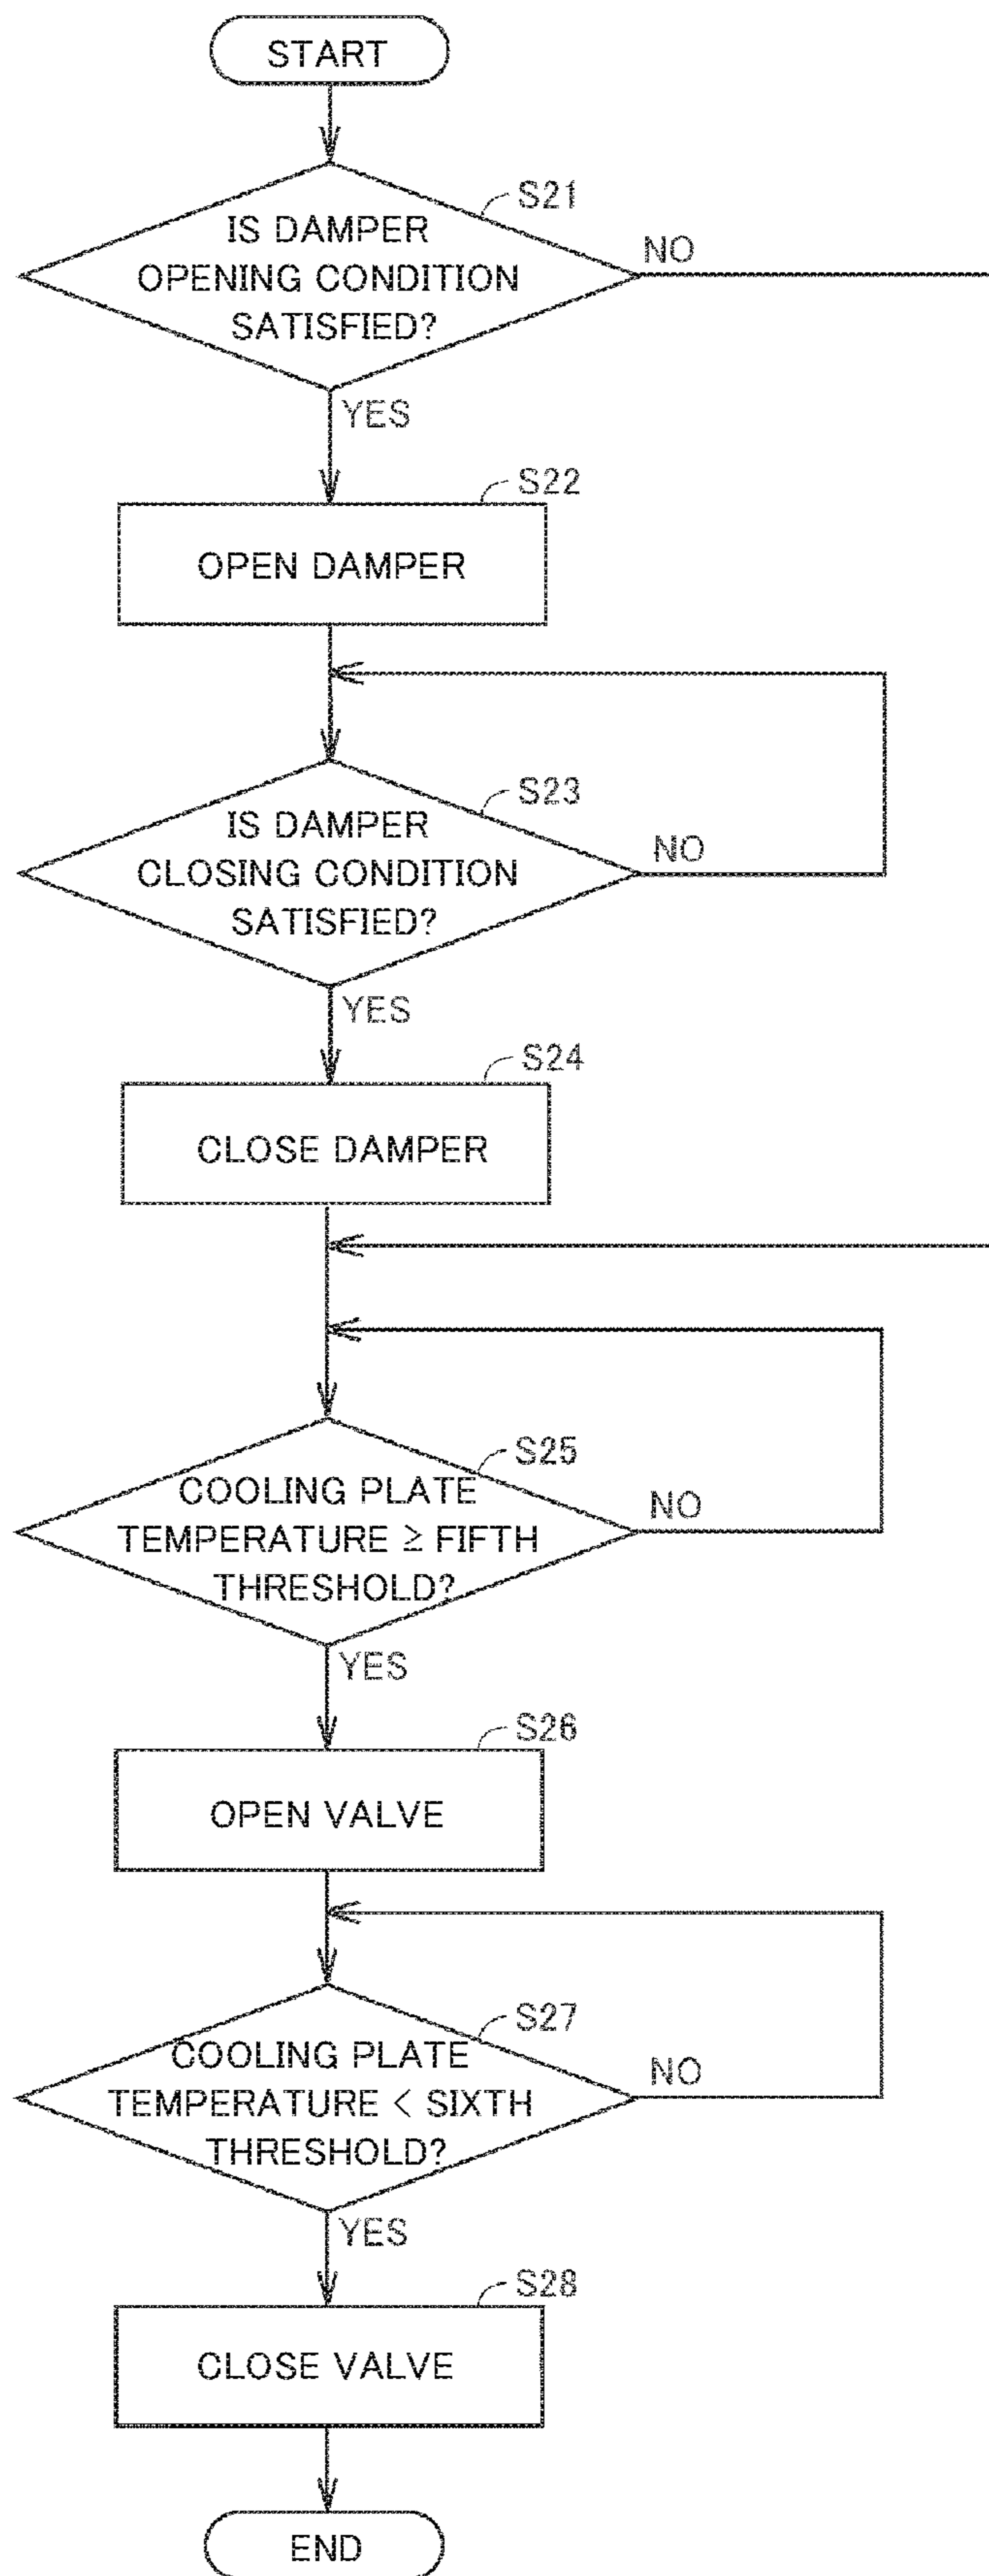 START
S21
IS DAMPER
OPENING CONDITION
SATISFIED?
NO
YES
S22
OPEN DAMPER
S23
IS DAMPER
CLOSING CONDITION
SATISFIED?
NO
YES
S24
CLOSE DAMPER
S25
COOLING PLATE
TEMPERATURE ≥ FIFTH
THRESHOLD?
NO
YES
S26
OPEN VALVE
S27
COOLING PLATE
TEMPERATURE < SIXTH
THRESHOLD?
NO
YES
S28
CLOSE VALVE
END